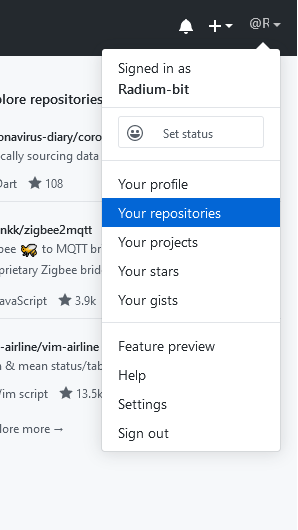 @R
Signed in as
Radium-bit
Set status
Your profile
Your repositories
Your projects
Your stars
Your gists
Feature preview
Help
Settings
Sign out
plore repositories
onavirus-diary/coro
cally sourcing data
Dart 108
nkk/zigbee2mqtt
bee to MQTT br
prietary Zigbee brid
avaScript 3.9k
-airline/vim-airline
n & mean status/tab
im script 13.5k
lore more →